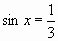 sin x = 1/3